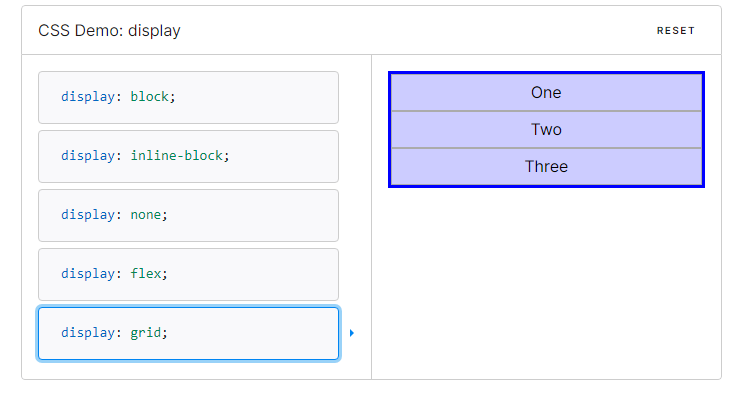 CSS Demo: display
RESET
display: block;
display: inline-block;
display: none;
display: flex;
display: grid;
One
Two
Three